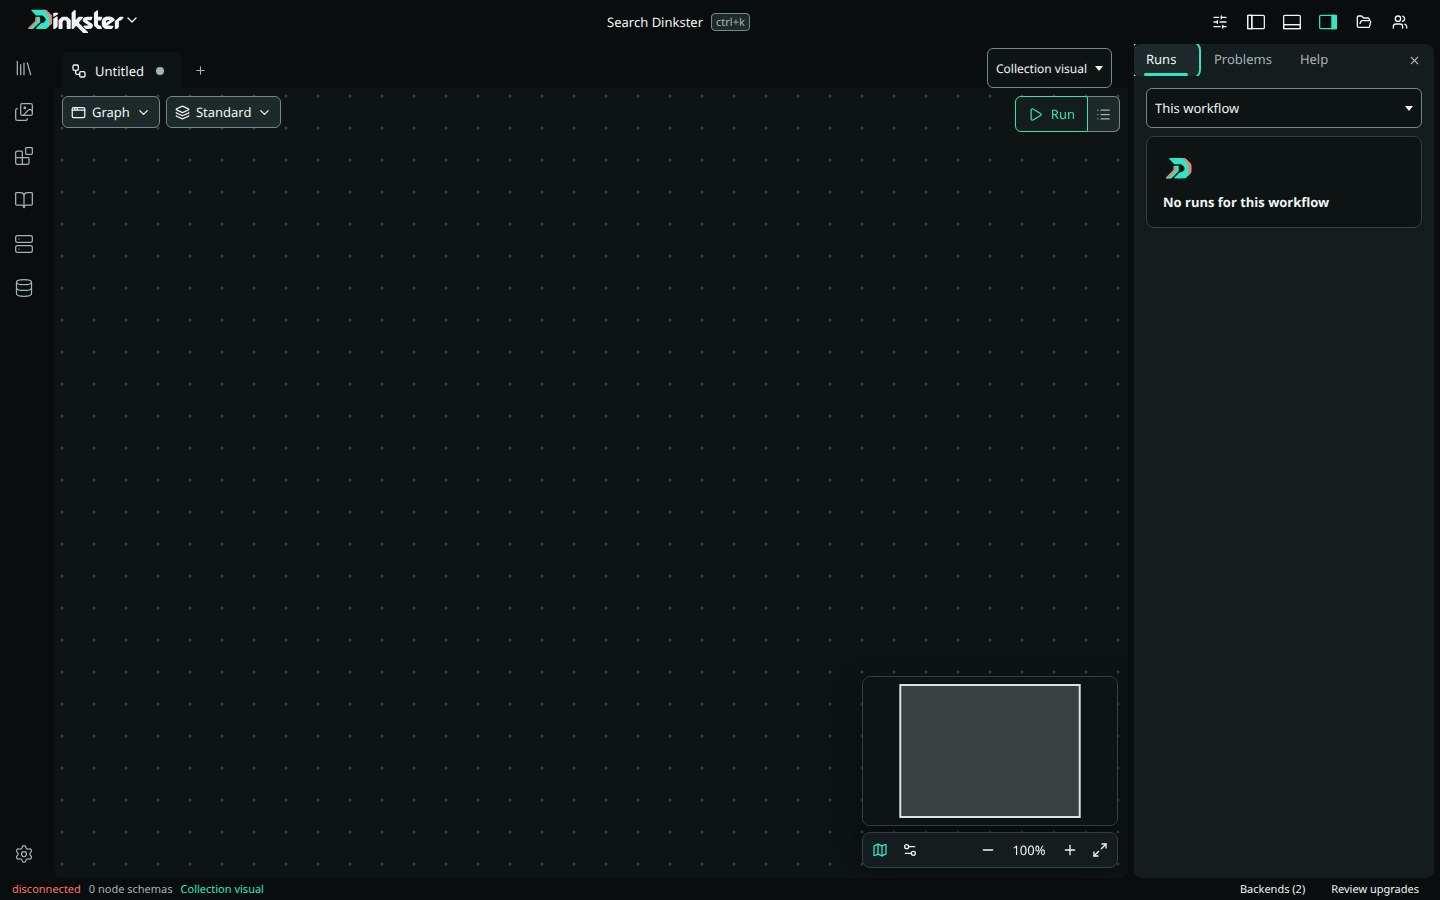 Dinkster
Search Dinkster ctrl+k
Untitled
Collection visual
Graph
Standard
Run
Runs
Problems
Help
This workflow
No runs for this workflow
100%
disconnected
0 node schemas
Collection visual
Backends (2)
Review upgrades